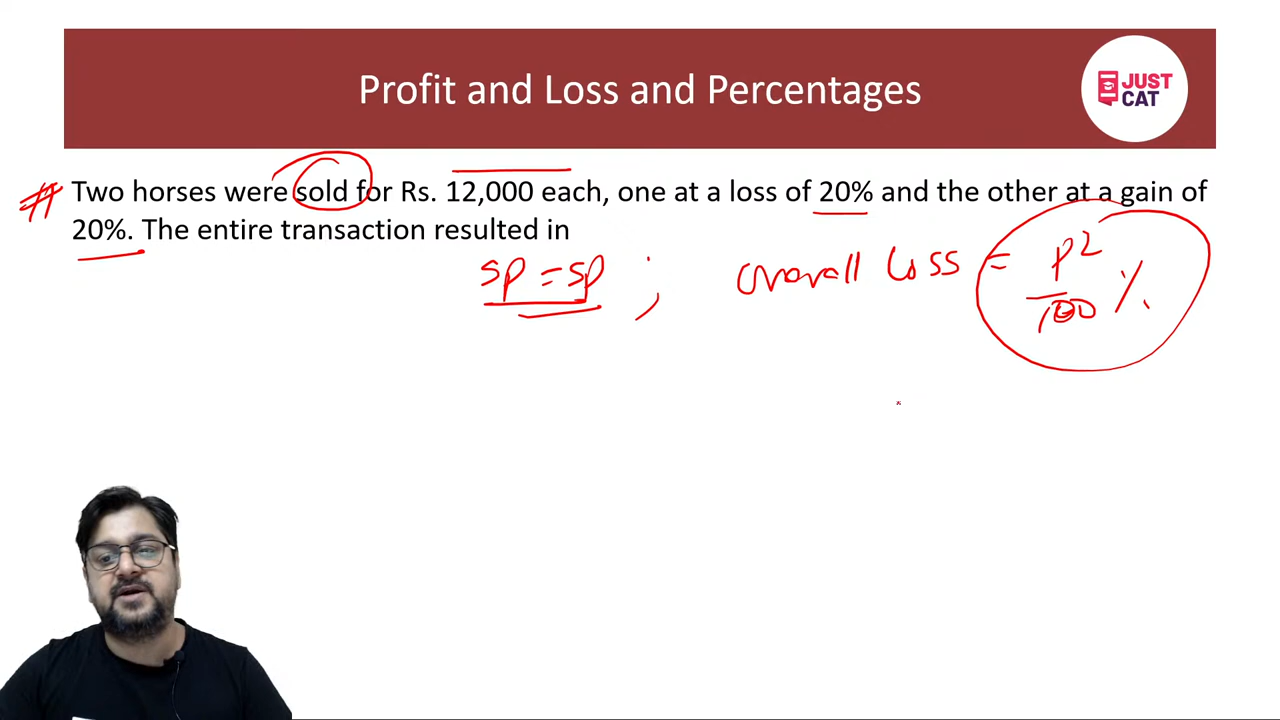 Profit and Loss and Percentages
JUST
CAT
# Two horses were sold for Rs. 12,000 each, one at a loss of 20% and the other at a gain of
20%. The entire transaction resulted in
SP = SP ; overall Loss = P²/100 %